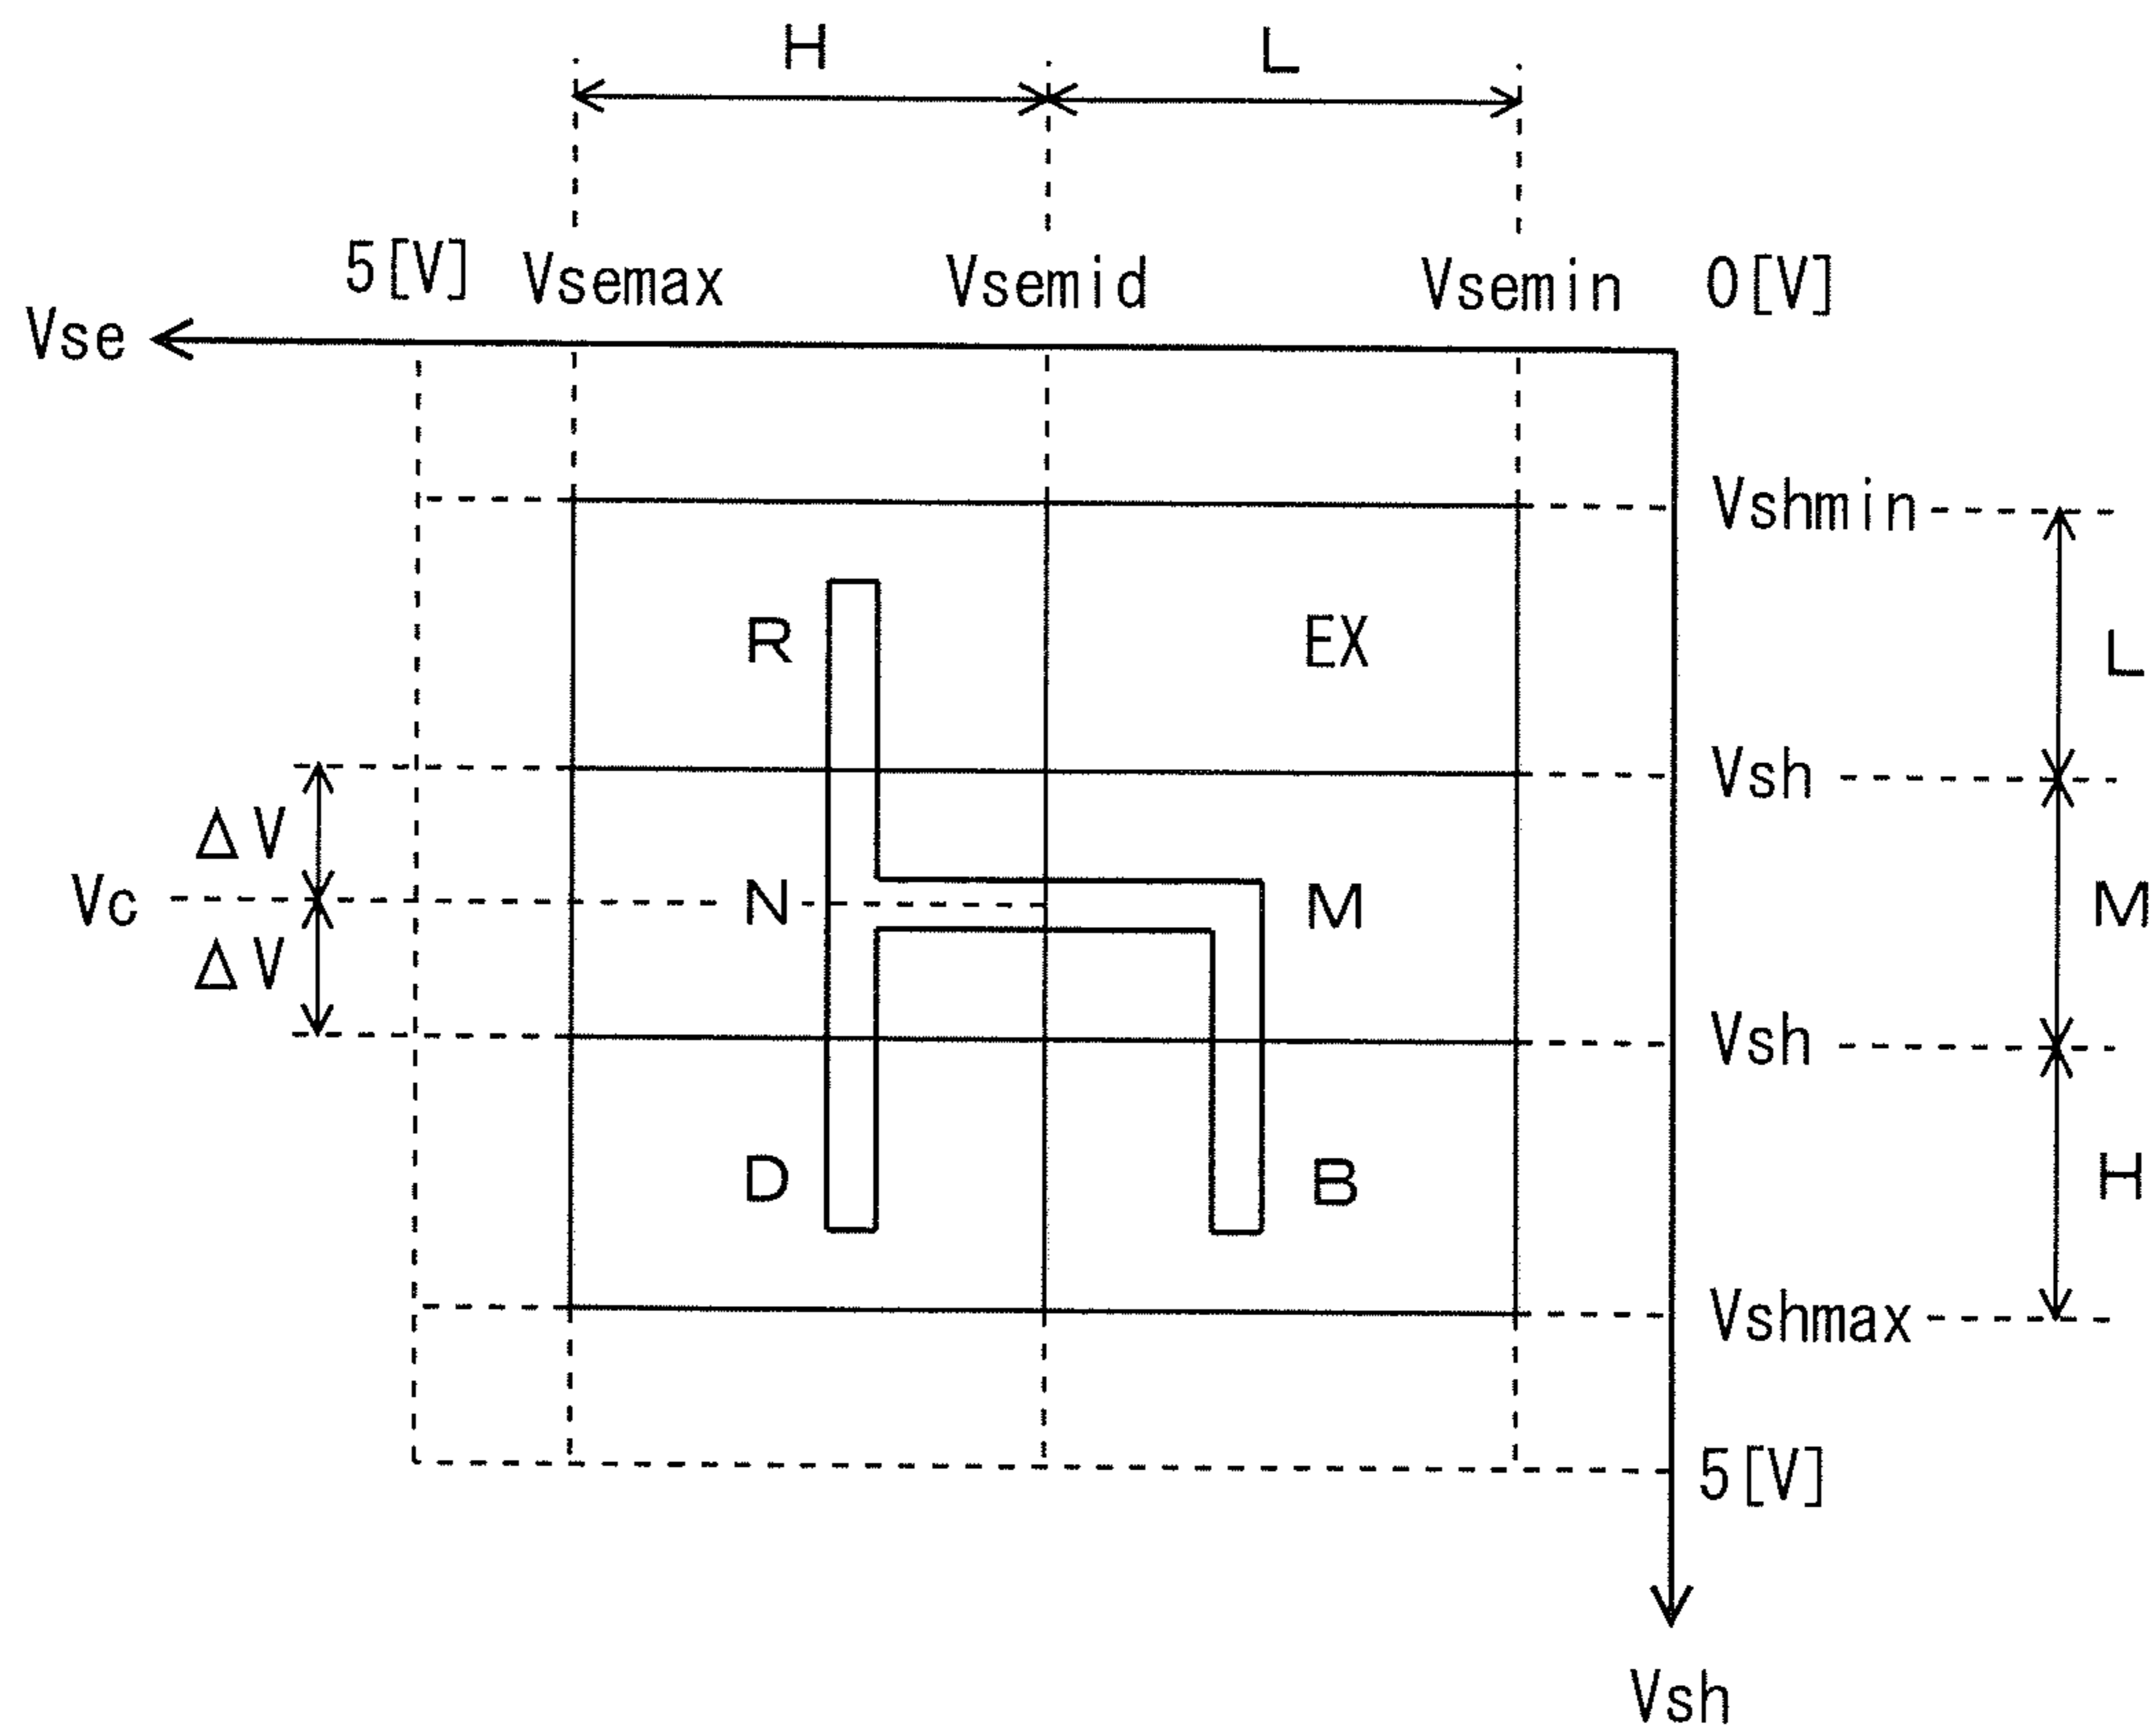 H L
5[V] Vsemax Vsemid Vsemin 0[V]
Vse
Vshmin
R EX L
Vsh
ΔV
Vc N M M
ΔV
Vsh
D B H
Vshmax
5[V]
Vsh